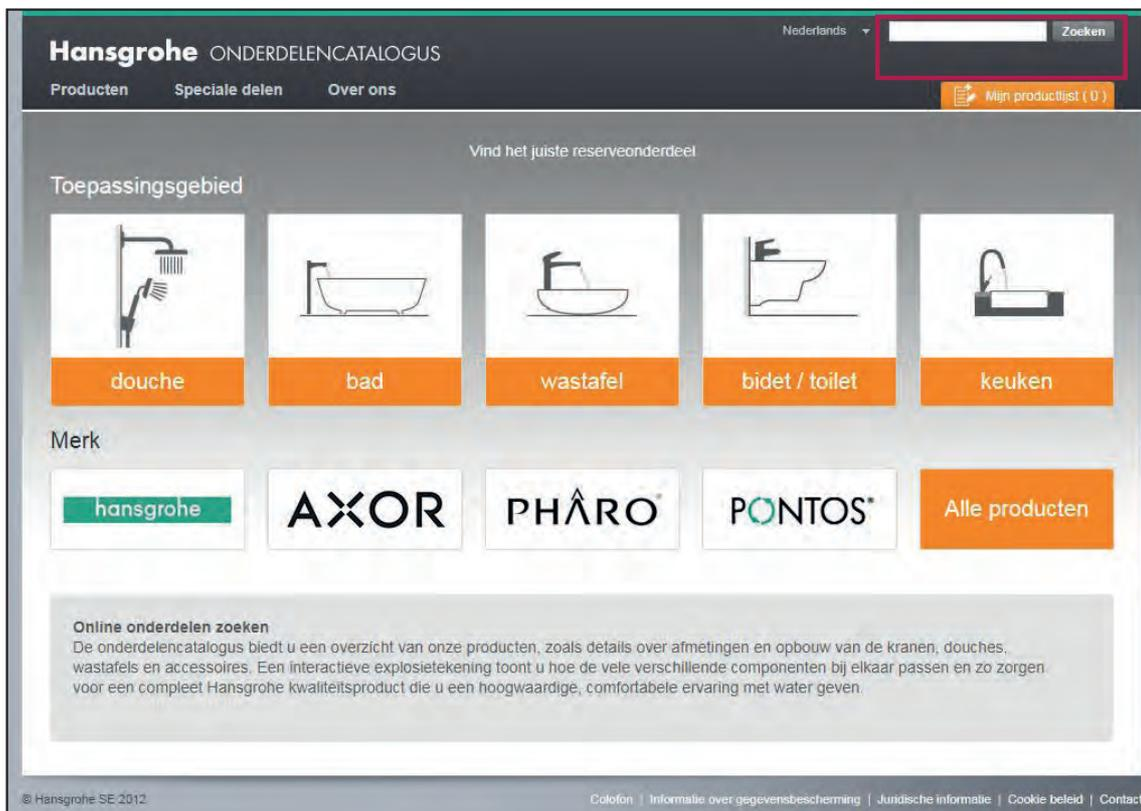 Nederlands
Zoeken
Hansgrohe ONDERDELENCATALOGUS
Producten Speciale delen Over ons
Mijn productlijst ( 0 )
Vind het juiste reserveonderdeel
Toepassingsgebied
douche bad wastafel bidet / toilet keuken
Merk
hansgrohe AXOR PHÂRO® PONTOS® Alle producten
Online onderdelen zoeken
De onderdelencatalogus biedt u een overzicht van onze producten, zoals details over afmetingen en opbouw van de kranen, douches,
wastafels en accessoires. Een interactieve explosietekening toont u hoe de vele verschillende componenten bij elkaar passen en zo zorgen
voor een compleet Hansgrohe kwaliteitsproduct die u een hoogwaardige, comfortabele ervaring met water geven.
© Hansgrohe SE 2012 Colofon | Informatie over gegevensbescherming | Juridische informatie | Cookie beleid | Contact